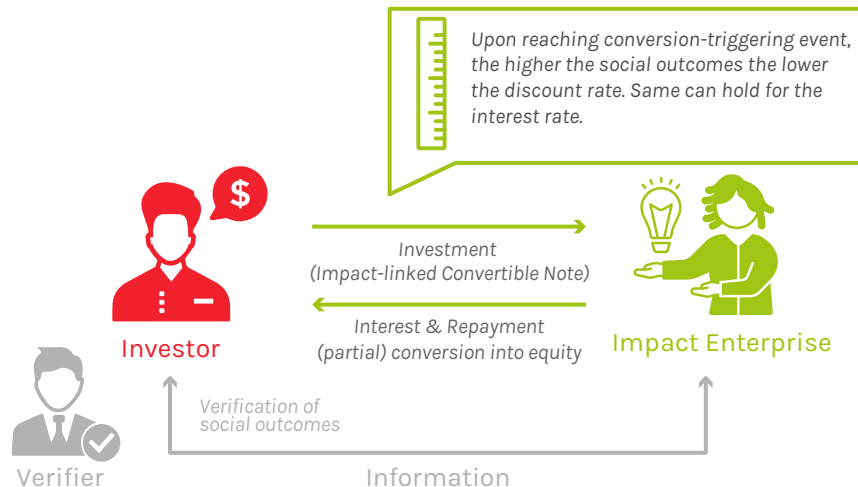 Upon reaching conversion-triggering event,
the higher the social outcomes the lower
the discount rate. Same can hold for the
interest rate.
$
Investment
(Impact-linked Convertible Note)
Interest & Repayment
(partial) conversion into equity
Investor
Impact Enterprise
Verification of
social outcomes
Verifier
Information